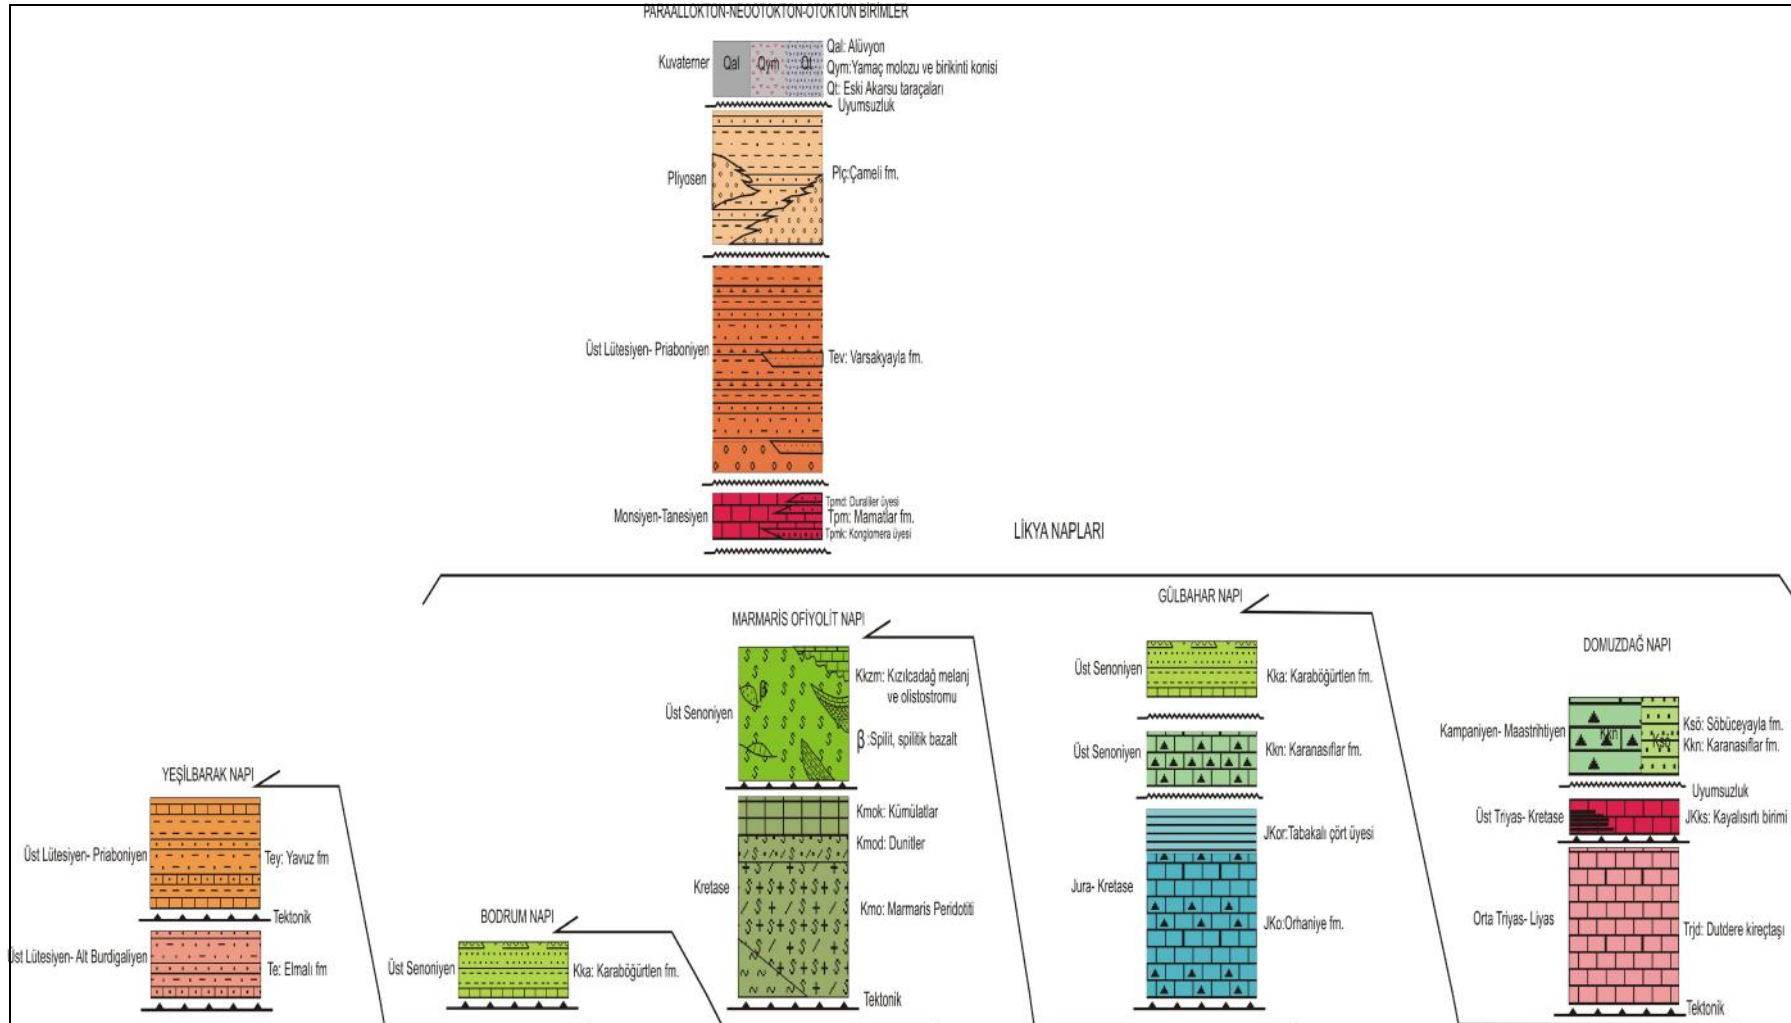 PARAALLOKTON-NEOOTOKTON-OTOKTON BİRİMLER
Kuvaterner
Qal
Qym
Qt
Qal: Alüvyon
Qym:Yamaç molozu ve birikinti konisi
Qt: Eski Akarsu taraçaları
Uyumsuzluk
Pliyosen
Plç:Çameli fm.
Üst Lütesiyen- Priaboniyen
Tev: Varsakyayla fm.
Monsiyen-Tanesiyen
Tpmd: Duraliler üyesi
Tpm: Mamatlar fm.
Tpmk: Konglomera üyesi
LİKYA NAPLARI
YEŞİLBARAK NAPI
Üst Lütesiyen- Priaboniyen
Tey: Yavuz fm
Tektonik
Üst Lütesiyen- Alt Burdigaliyen
Te: Elmalı fm
BODRUM NAPI
Üst Senoniyen
Kka: Karaböğürtlen fm.
MARMARİS OFİYOLİT NAPI
Üst Senoniyen
β
Kkzm: Kızılcadağ melanj
ve olistostromu
β:Spilit, spilitik bazalt
Kretase
Kmok: Kümülatlar
Kmod: Dunitler
Kmo: Marmaris Peridotiti
Tektonik
GÜLBAHAR NAPI
Üst Senoniyen
Kka: Karaböğürtlen fm.
Üst Senoniyen
Kkn: Karanasıflar fm.
Jura- Kretase
JKor:Tabakalı çört üyesi
JKo:Orhaniye fm.
DOMUZDAĞ NAPI
Kampaniyen- Maastrihtiyen
Kkn
Ksö
Ksö: Söbüceyayla fm.
Kkn: Karanasıflar fm.
Uyumsuzluk
Üst Triyas- Kretase
JKks: Kayalısırtı birimi
Orta Triyas- Liyas
Trjd: Dutdere kireçtaşı
Tektonik